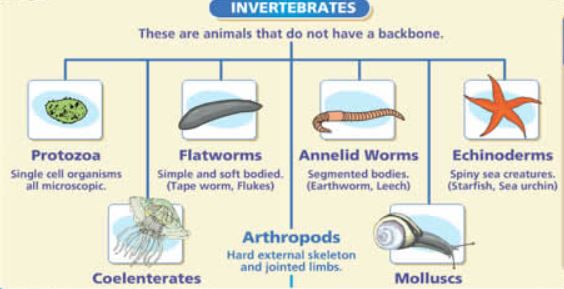 INVERTEBRATES
These are animals that do not have a backbone.
Protozoa
Single cell organisms
all microscopic.
Flatworms
Simple and soft bodied.
(Tape worm, Flukes)
Annelid Worms
Segmented bodies.
(Earthworm, Leech)
Echinoderms
Spiny sea creatures.
(Starfish, Sea urchin)
Coelenterates
Arthropods
Hard external skeleton
and jointed limbs.
Molluscs